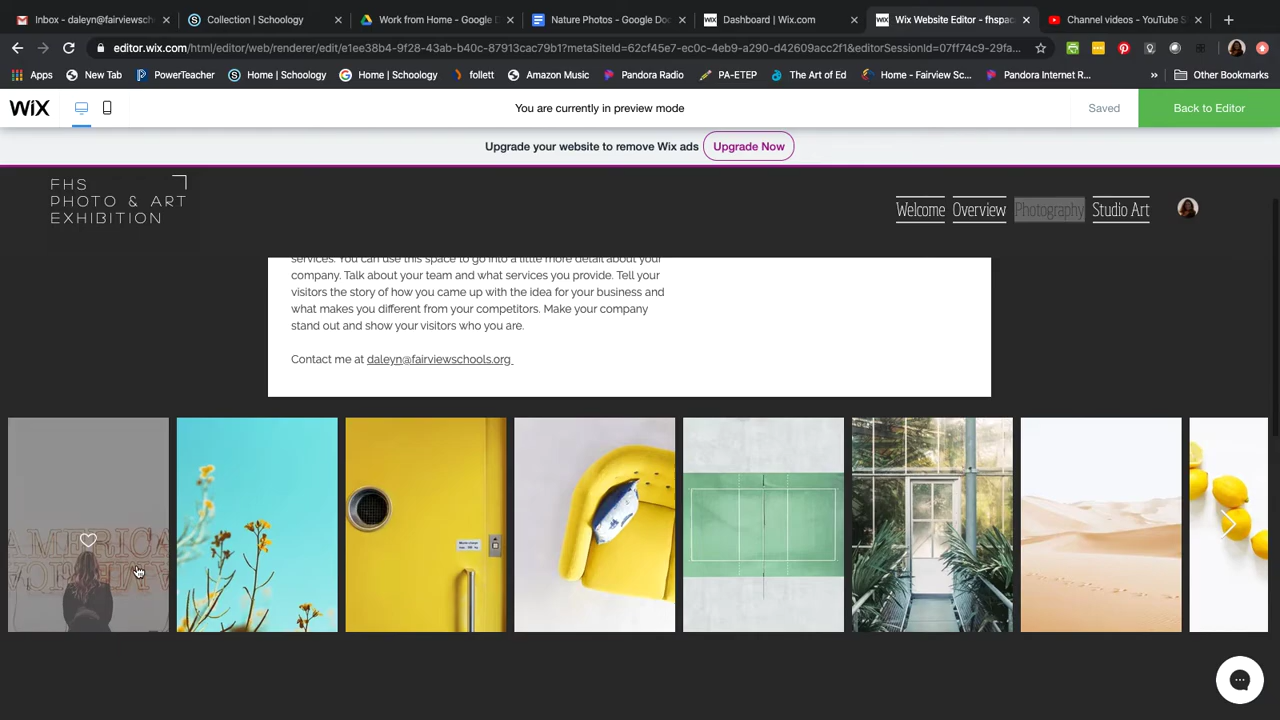 Inbox - daleyn@fairviewsch
Collection | Schoology
Work from Home - Google D
Nature Photos - Google Doc
Dashboard | Wix.com
Wix Website Editor - fhspac
Channel videos - YouTube S
editor.wix.com/html/editor/web/renderer/edit/e1ee38b4-9f28-43ab-b40c-87913cac79b1?metaSiteId=62cf45e7-ec0c-4eb9-a290-d42609acc2f1&editorSessionId=07ff74c9-29fa...
Apps New Tab PowerTeacher Home | Schoology Home | Schoology follett Amazon Music Pandora Radio PA-ETEP The Art of Ed Home - Fairview Sc... Pandora Internet R... » Other Bookmarks
WiX
You are currently in preview mode
Saved
Back to Editor
Upgrade your website to remove Wix ads Upgrade Now
FHS
PHOTO & ART
EXHIBITION
Welcome Overview Photography Studio Art
services. You can use this space to go into a little more detail about your
company. Talk about your team and what services you provide. Tell your
visitors the story of how you came up with the idea for your business and
what makes you different from your competitors. Make your company
stand out and show your visitors who you are.
Contact me at daleyn@fairviewschools.org
AMERICA